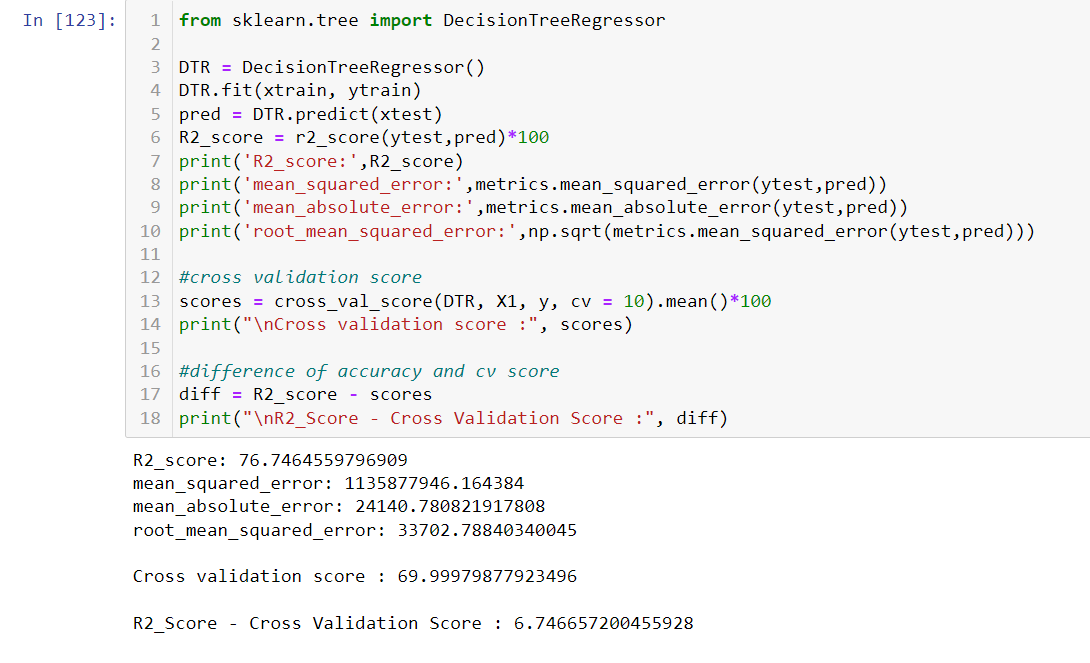 In [123]:
1 from sklearn.tree import DecisionTreeRegressor
2
3 DTR = DecisionTreeRegressor()
4 DTR.fit(xtrain, ytrain)
5 pred = DTR.predict(xtest)
6 R2_score = r2_score(ytest,pred)*100
7 print('R2_score:',R2_score)
8 print('mean_squared_error:',metrics.mean_squared_error(ytest,pred))
9 print('mean_absolute_error:',metrics.mean_absolute_error(ytest,pred))
10 print('root_mean_squared_error:',np.sqrt(metrics.mean_squared_error(ytest,pred)))
11
12 #cross validation score
13 scores = cross_val_score(DTR, X1, y, cv = 10).mean()*100
14 print("\nCross validation score :", scores)
15
16 #difference of accuracy and cv score
17 diff = R2_score - scores
18 print("\nR2_Score - Cross Validation Score :", diff)
R2_score: 76.7464559796909
mean_squared_error: 1135877946.164384
mean_absolute_error: 24140.780821917808
root_mean_squared_error: 33702.78840340045
Cross validation score : 69.99979877923496
R2_Score - Cross Validation Score : 6.746657200455928